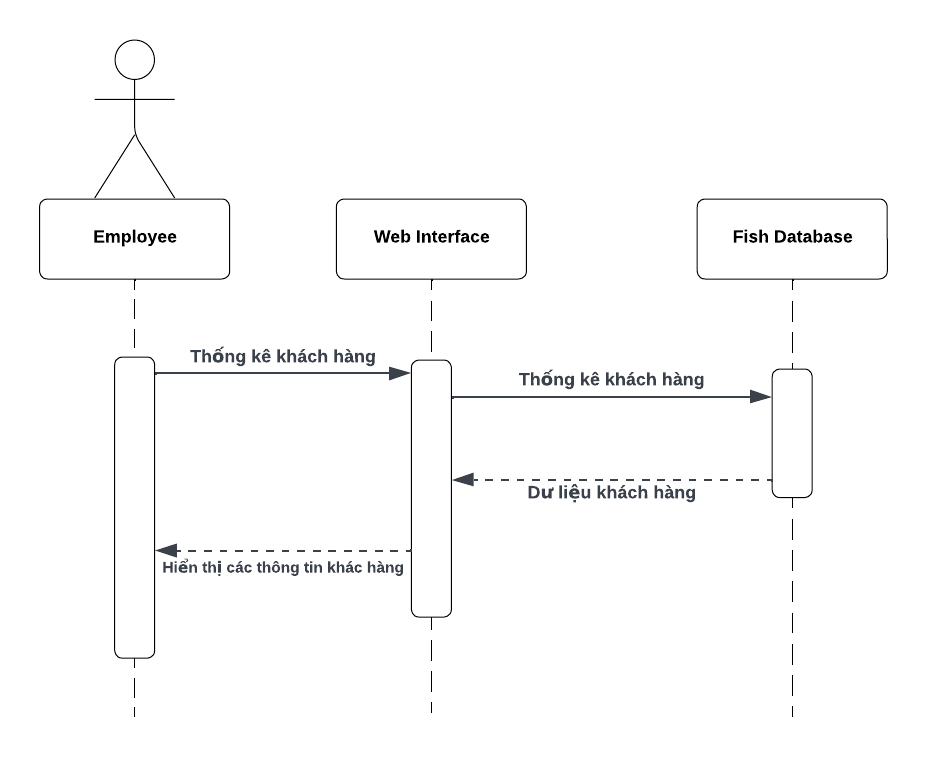 Employee
Web Interface
Fish Database
Thống kê khách hàng
Thống kê khách hàng
Dư liệu khách hàng
Hiển thị các thông tin khác hàng